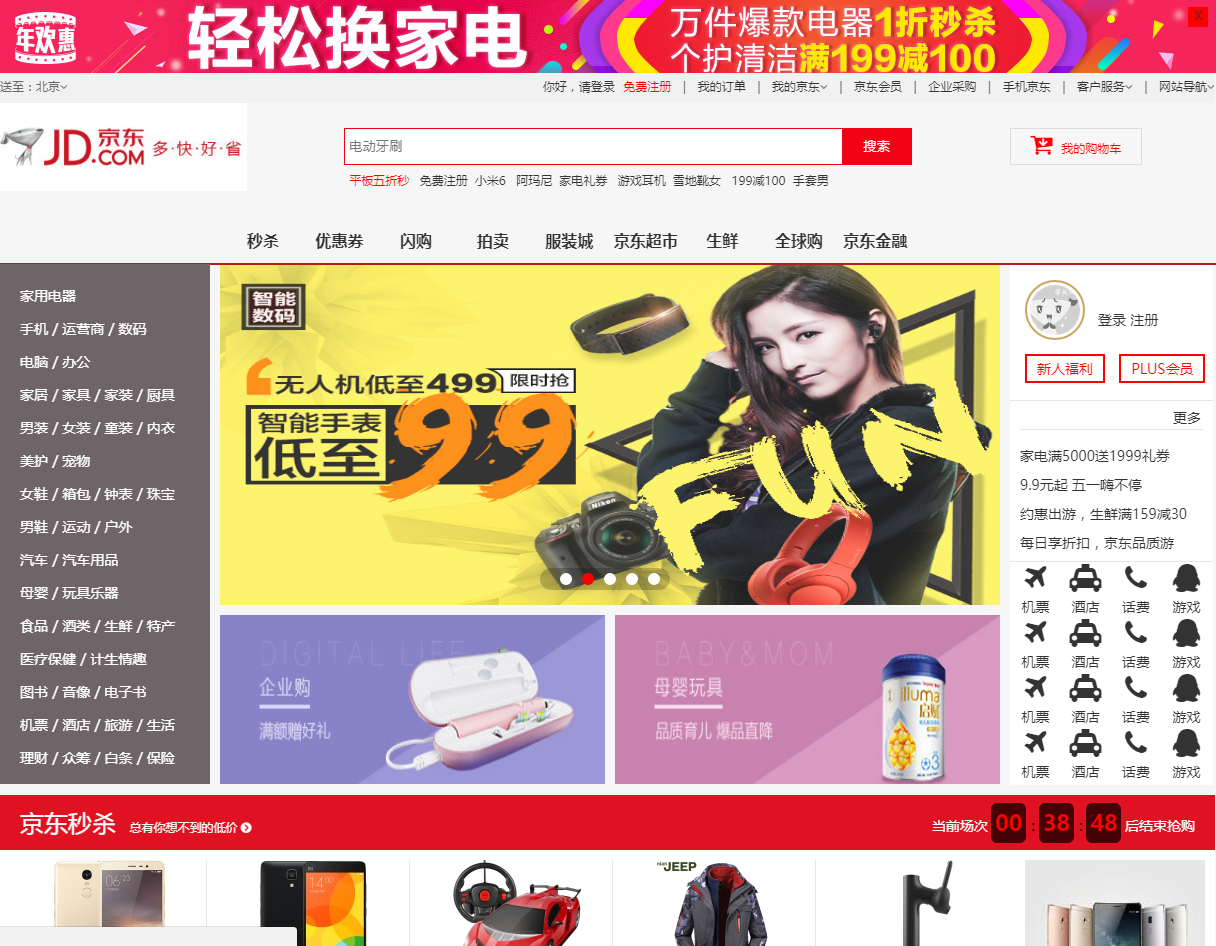 年欢惠
轻松换家电
万件爆款电器1折秒杀
个护清洁满199减100
X
送至：北京
你好，请登录 免费注册 | 我的订单 | 我的京东 | 京东会员 | 企业采购 | 手机京东 | 客户服务 | 网站导航
JD.COM 京东 多·快·好·省
电动牙刷
搜索
我的购物车
平板五折秒 免费注册 小米6 阿玛尼 家电礼券 游戏耳机 雪地靴女 199减100 手套男
秒杀 优惠券 闪购 拍卖 服装城 京东超市 生鲜 全球购 京东金融
家用电器
手机 / 运营商 / 数码
电脑 / 办公
家居 / 家具 / 家装 / 厨具
男装 / 女装 / 童装 / 内衣
美护 / 宠物
女鞋 / 箱包 / 钟表 / 珠宝
男鞋 / 运动 / 户外
汽车 / 汽车用品
母婴 / 玩具乐器
食品 / 酒类 / 生鲜 / 特产
医疗保健 / 计生情趣
图书 / 音像 / 电子书
机票 / 酒店 / 旅游 / 生活
理财 / 众筹 / 白条 / 保险
智能
数码
无人机低至499 限时抢
智能手表
低至
99
FUN
Nikon
DIGITAL LIFE
企业购
满额赠好礼
BABY&MOM
母婴玩具
品质育儿 爆品直降
illuma
启赋
3
登录 注册
新人福利 PLUS会员
更多
家电满5000送1999礼券
9.9元起 五一嗨不停
约惠出游，生鲜满159减30
每日享折扣，京东品质游
机票 酒店 话费 游戏
机票 酒店 话费 游戏
机票 酒店 话费 游戏
机票 酒店 话费 游戏
京东秒杀 总有你想不到的低价
当前场次 00 : 38 : 48 后结束抢购
06:23
14:00
JEEP